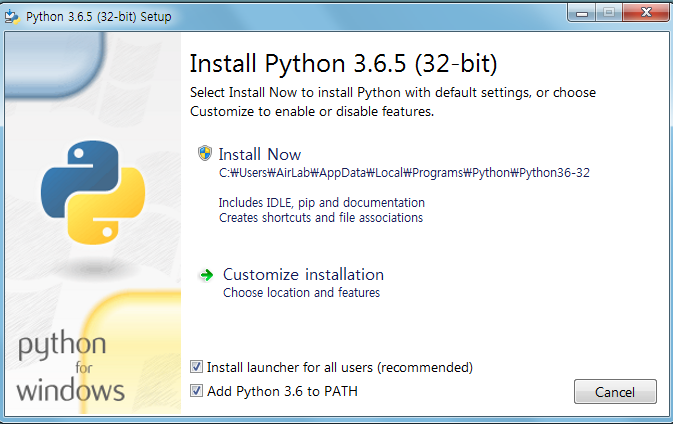 Python 3.6.5 (32-bit) Setup
Install Python 3.6.5 (32-bit)
Select Install Now to install Python with default settings, or choose
Customize to enable or disable features.
Install Now
C:₩Users₩AirLab₩AppData₩Local₩Programs₩Python₩Python36-32
Includes IDLE, pip and documentation
Creates shortcuts and file associations
Customize installation
Choose location and features
python
for
windows
Install launcher for all users (recommended)
Add Python 3.6 to PATH
Cancel